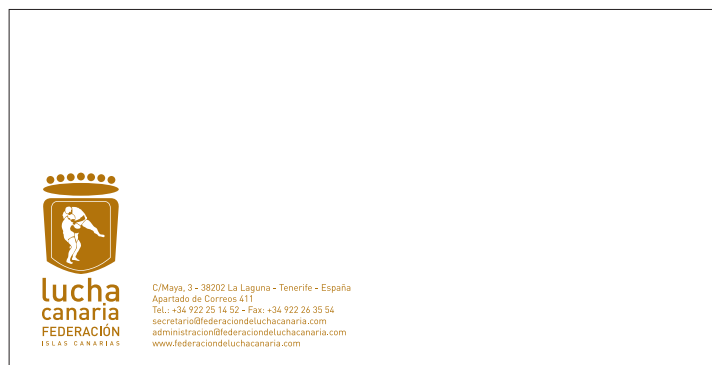 lucha
canaria
FEDERACIÓN
ISLAS CANARIAS
C/Maya, 3 - 38202 La Laguna - Tenerife - España
Apartado de Correos 411
Tel.: +34 922 25 14 52 - Fax: +34 922 26 35 54
secretario@federaciondeluchacanaria.com
administracion@federaciondeluchacanaria.com
www.federaciondeluchacanaria.com